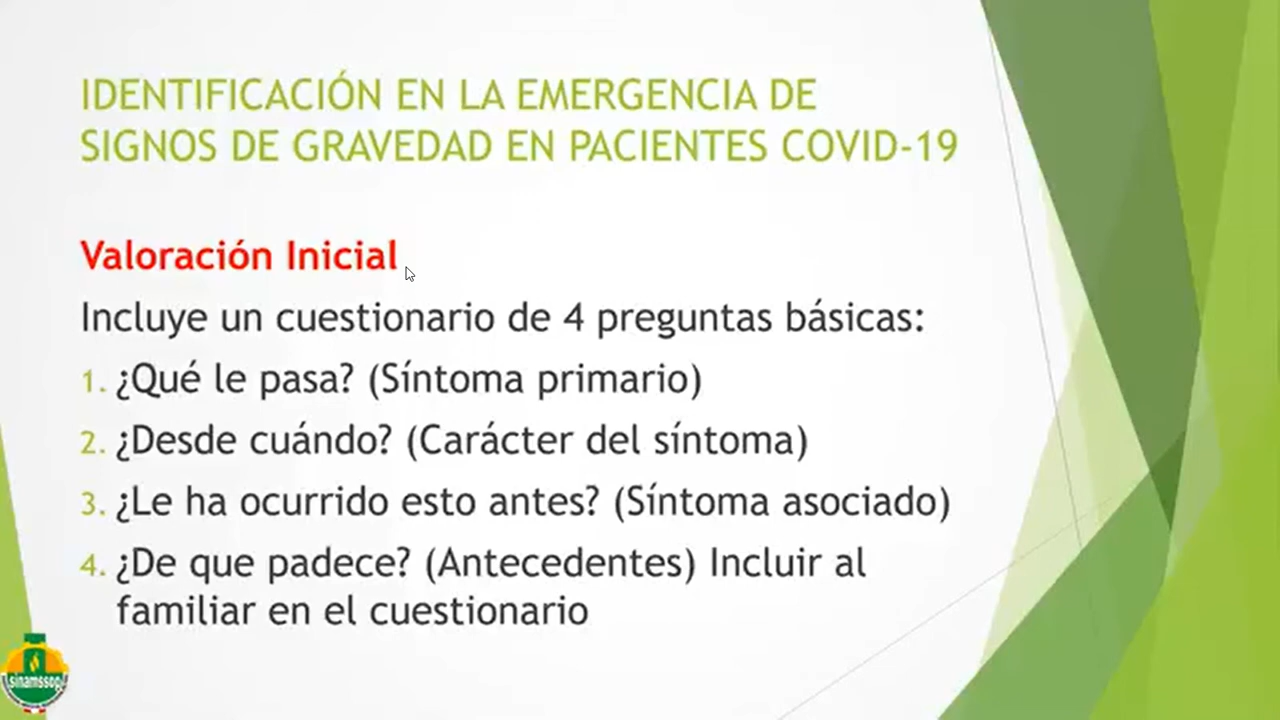 IDENTIFICACIÓN EN LA EMERGENCIA DE
SIGNOS DE GRAVEDAD EN PACIENTES COVID-19
Valoración Inicial
Incluye un cuestionario de 4 preguntas básicas:
1. ¿Qué le pasa? (Síntoma primario)
2. ¿Desde cuándo? (Carácter del síntoma)
3. ¿Le ha ocurrido esto antes? (Síntoma asociado)
4. ¿De que padece? (Antecedentes) Incluir al
familiar en el cuestionario
sinamssop